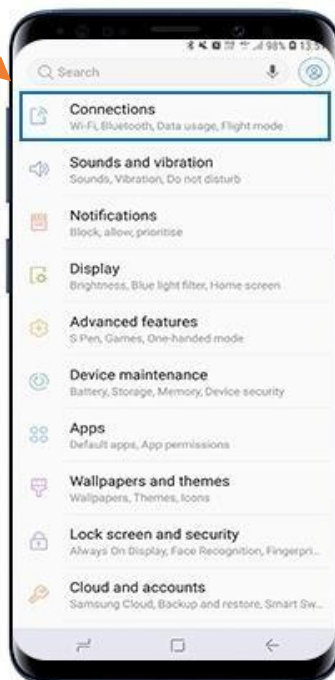 98% 13:51
Search
Connections
Wi-Fi, Bluetooth, Data usage, Flight mode
Sounds and vibration
Sounds, Vibration, Do not disturb
Notifications
Block, allow, prioritise
Display
Brightness, Blue light filter, Home screen
Advanced features
S Pen, Games, One-handed mode
Device maintenance
Battery, Storage, Memory, Device security
Apps
Default apps, App permissions
Wallpapers and themes
Wallpapers, Themes, Icons
Lock screen and security
Always On Display, Face Recognition, Fingerpri...
Cloud and accounts
Samsung Cloud, Backup and restore, Smart Sw...